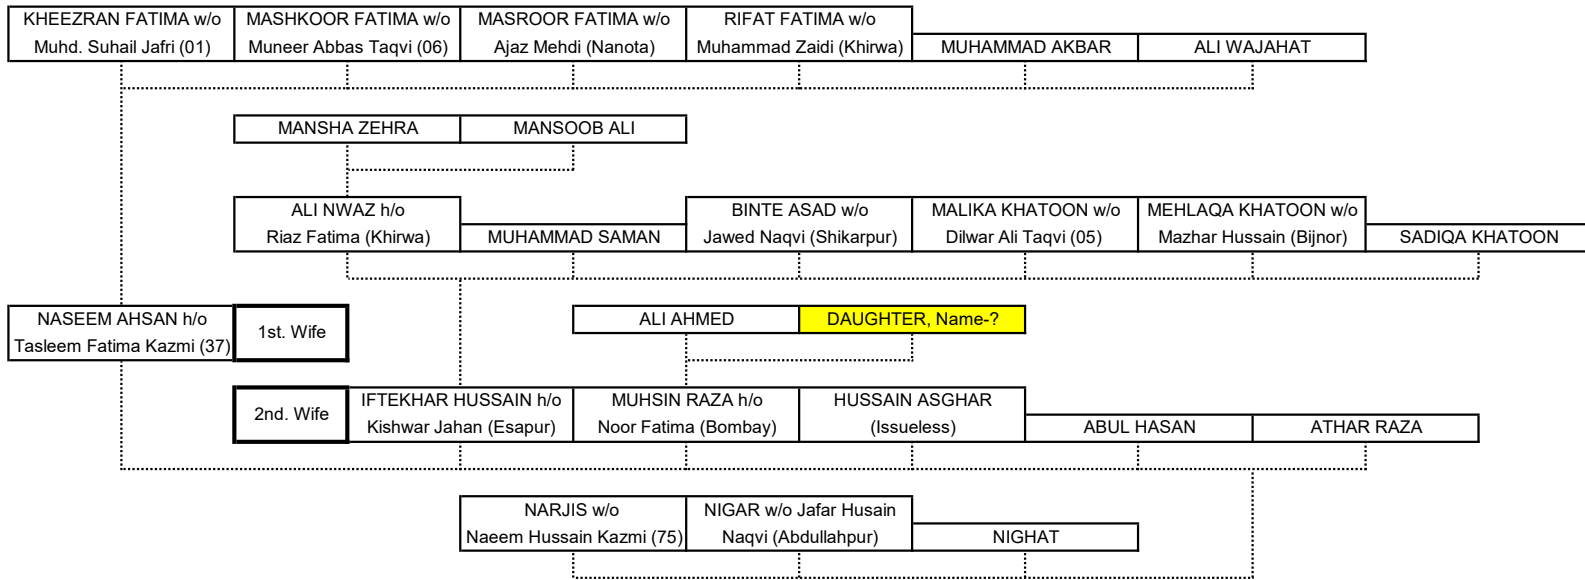 KHEEZRAN FATIMA w/o
Muhd. Suhail Jafri (01)
MASHKOOR FATIMA w/o
Muneer Abbas Taqvi (06)
MASROOR FATIMA w/o
Ajaz Mehdi (Nanota)
RIFAT FATIMA w/o
Muhammad Zaidi (Khirwa)
MUHAMMAD AKBAR
ALI WAJAHAT
MANSHA ZEHRA
MANSOOB ALI
ALI NWAZ h/o
Riaz Fatima (Khirwa)
MUHAMMAD SAMAN
BINTE ASAD w/o
Jawed Naqvi (Shikarpur)
MALIKA KHATOON w/o
Dilwar Ali Taqvi (05)
MEHLAQA KHATOON w/o
Mazhar Hussain (Bijnor)
SADIQA KHATOON
NASEEM AHSAN h/o
Tasleem Fatima Kazmi (37)
1st. Wife
ALI AHMED
DAUGHTER, Name-?
2nd. Wife
IFTEKHAR HUSSAIN h/o
Kishwar Jahan (Esapur)
MUHSIN RAZA h/o
Noor Fatima (Bombay)
HUSSAIN ASGHAR
(Issueless)
ABUL HASAN
ATHAR RAZA
NARJIS w/o
Naeem Hussain Kazmi (75)
NIGAR w/o Jafar Husain
Naqvi (Abdullahpur)
NIGHAT